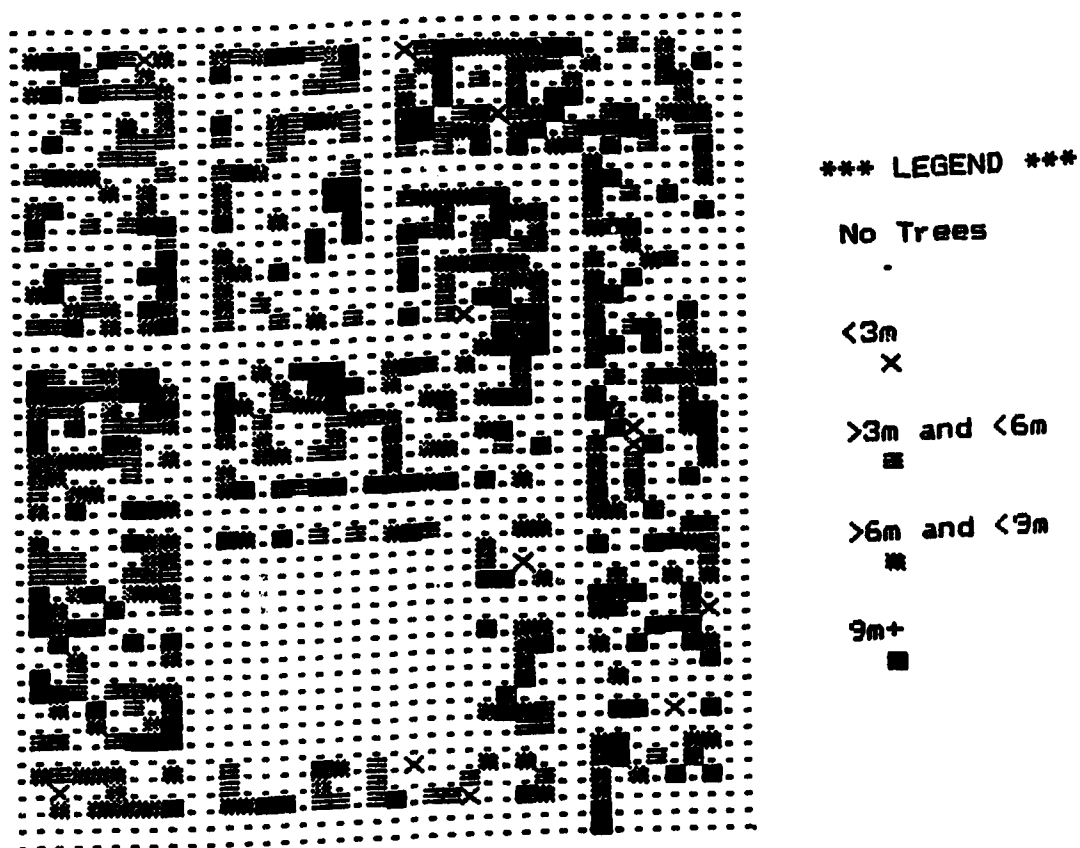 *** LEGEND ***
No Trees
<3m
>3m and <6m
>6m and <9m
9m+